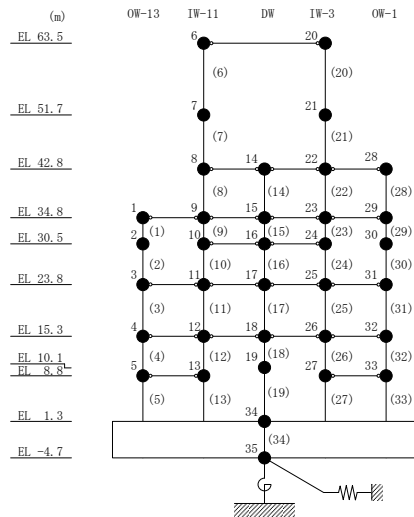 (m) OW-13 IW-11 DW IW-3 OW-1
EL 63.5 6 20
(6) (20)
EL 51.7 7 21
(7) (21)
EL 42.8 8 14 22 28
(8) (14) (22) (28)
EL 34.8 1 9 15 23 29
(1) (9) (15) (23) (29)
EL 30.5 2 10 16 24 30
(2) (10) (16) (24) (30)
EL 23.8 3 11 17 25 31
(3) (11) (17) (25) (31)
EL 15.3 4 12 18 26 32
(4) (12) (18) (26) (32)
EL 10.1 19
EL 8.8 5 13 27 33
(5) (13) (19) (27) (33)
EL 1.3 34
(34)
EL -4.7 35